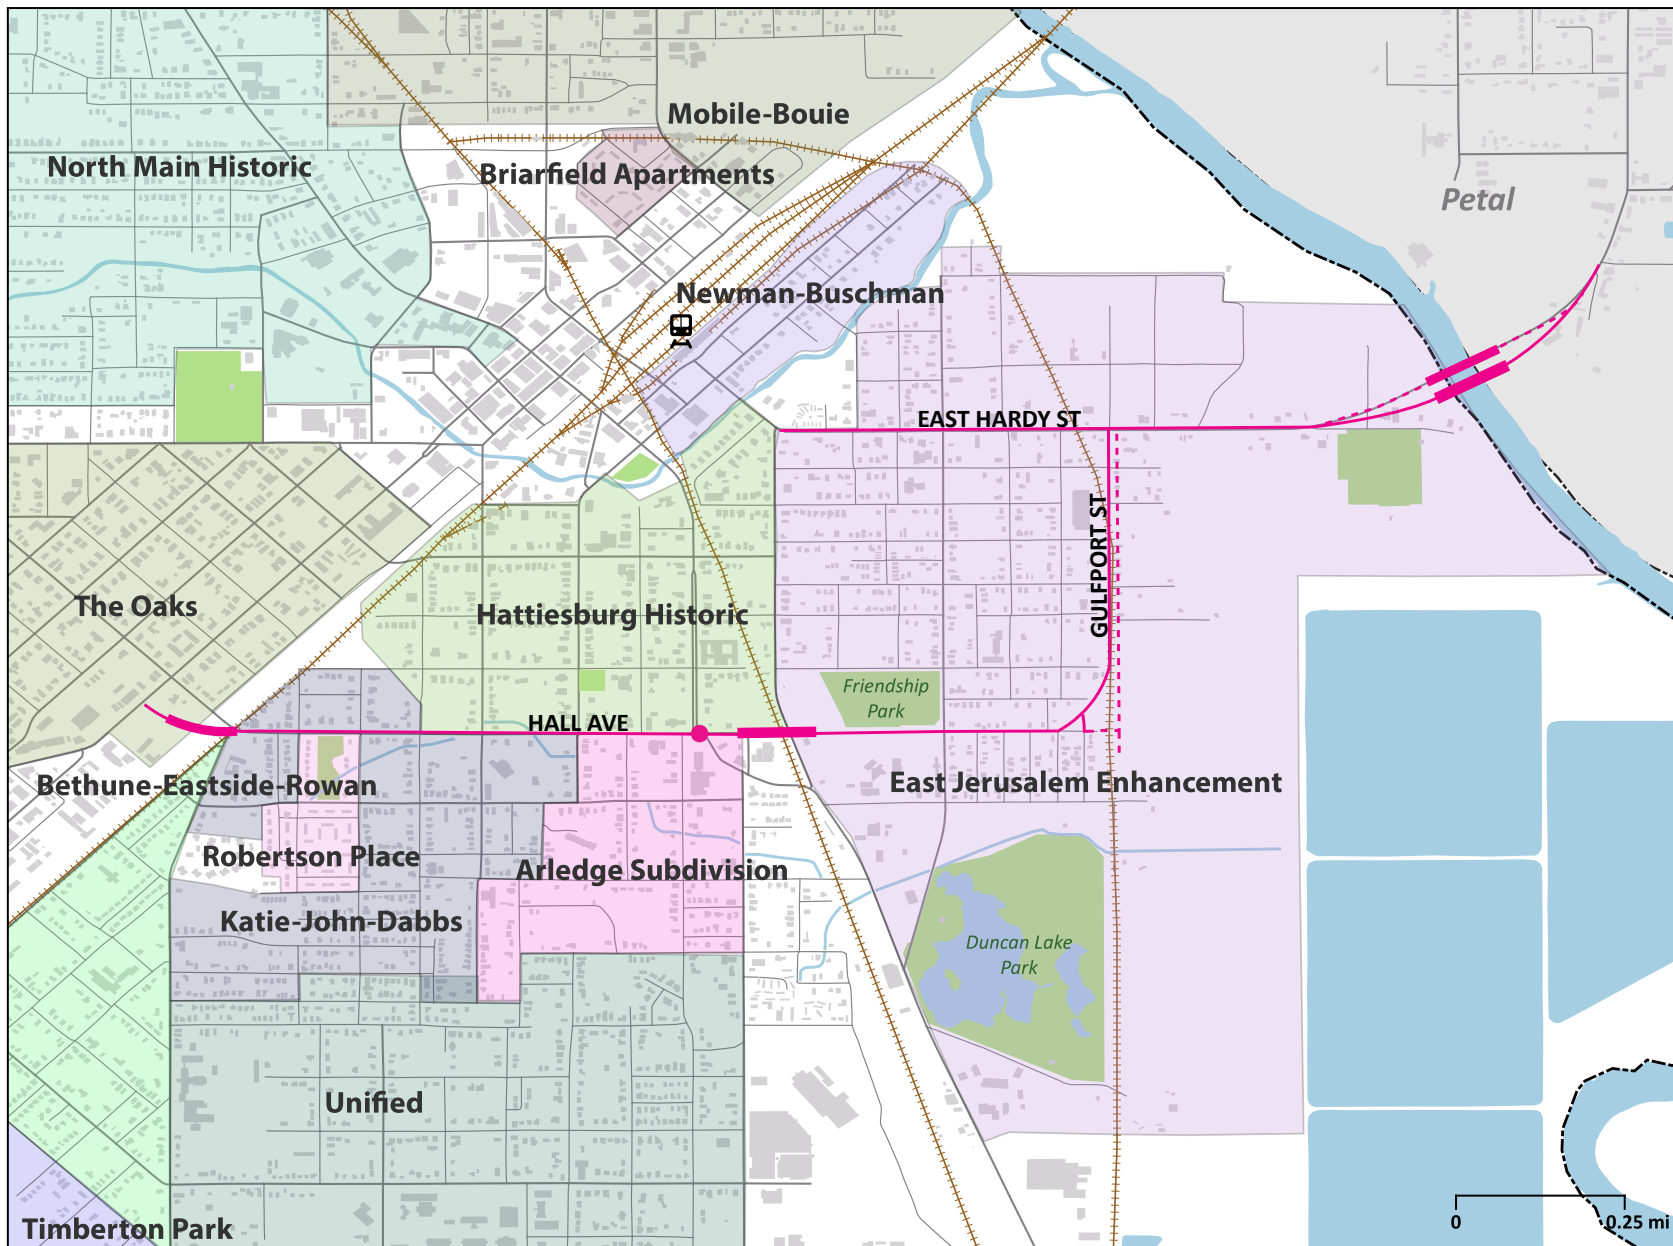 Mobile-Bouie
North Main Historic
Briarfield Apartments
Petal
Newman-Buschman
EAST HARDY ST
GULFPORT ST
The Oaks
Hattiesburg Historic
Friendship
Park
HALL AVE
Bethune-Eastside-Rowan
East Jerusalem Enhancement
Robertson Place
Arledge Subdivision
Katie-John-Dabbs
Duncan Lake
Park
Unified
Timberton Park
0 0.25 mi